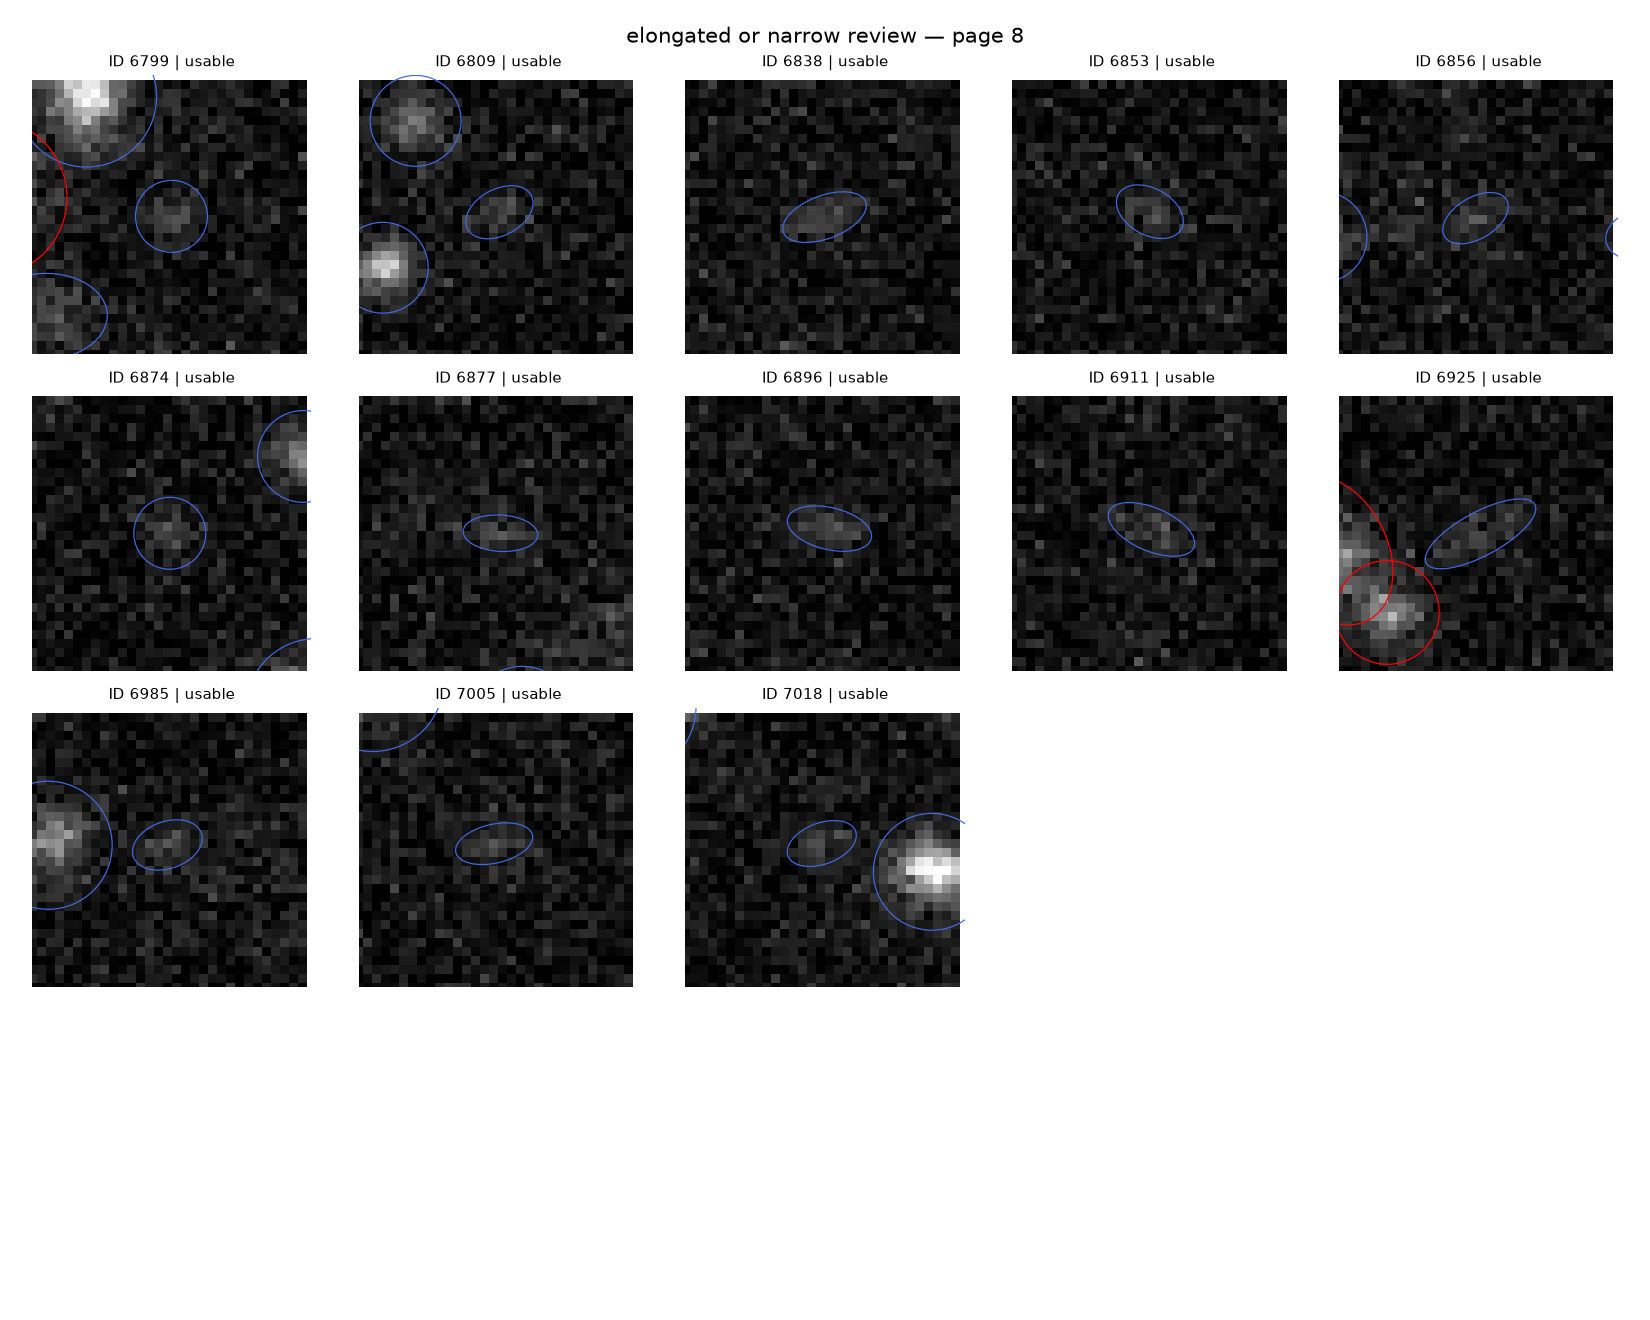 elongated or narrow review — page 8
ID 6799 | usable
ID 6809 | usable
ID 6838 | usable
ID 6853 | usable
ID 6856 | usable
ID 6874 | usable
ID 6877 | usable
ID 6896 | usable
ID 6911 | usable
ID 6925 | usable
ID 6985 | usable
ID 7005 | usable
ID 7018 | usable